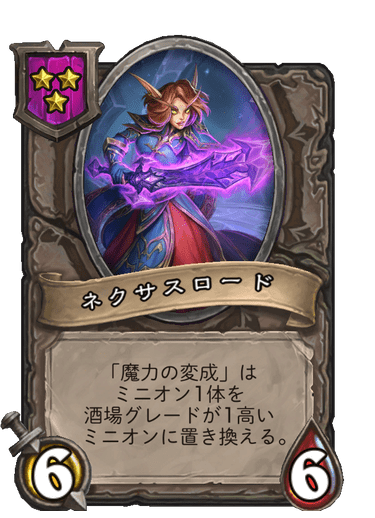 ネクサスロード
「魔力の変成」は
ミニオン1体を
酒場グレードが1高い
ミニオンに置き換える。
6
6